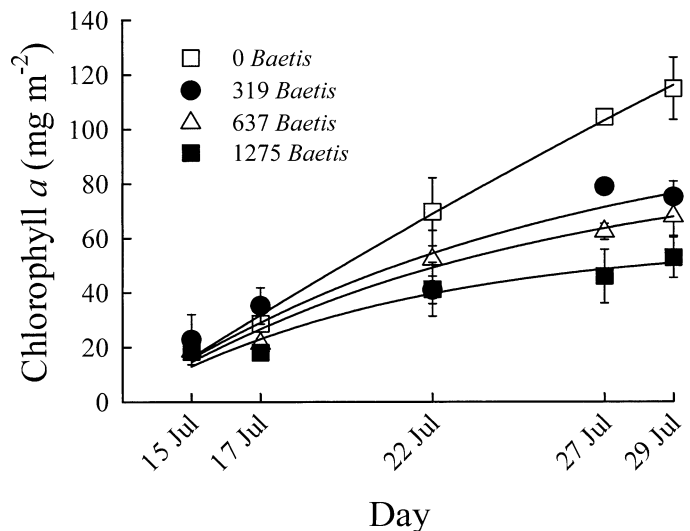 140
120
100
80
60
40
20
0
Chlorophyll a (mg m-2)
0 Baetis
319 Baetis
637 Baetis
1275 Baetis
15 Jul
17 Jul
22 Jul
27 Jul
29 Jul
Day